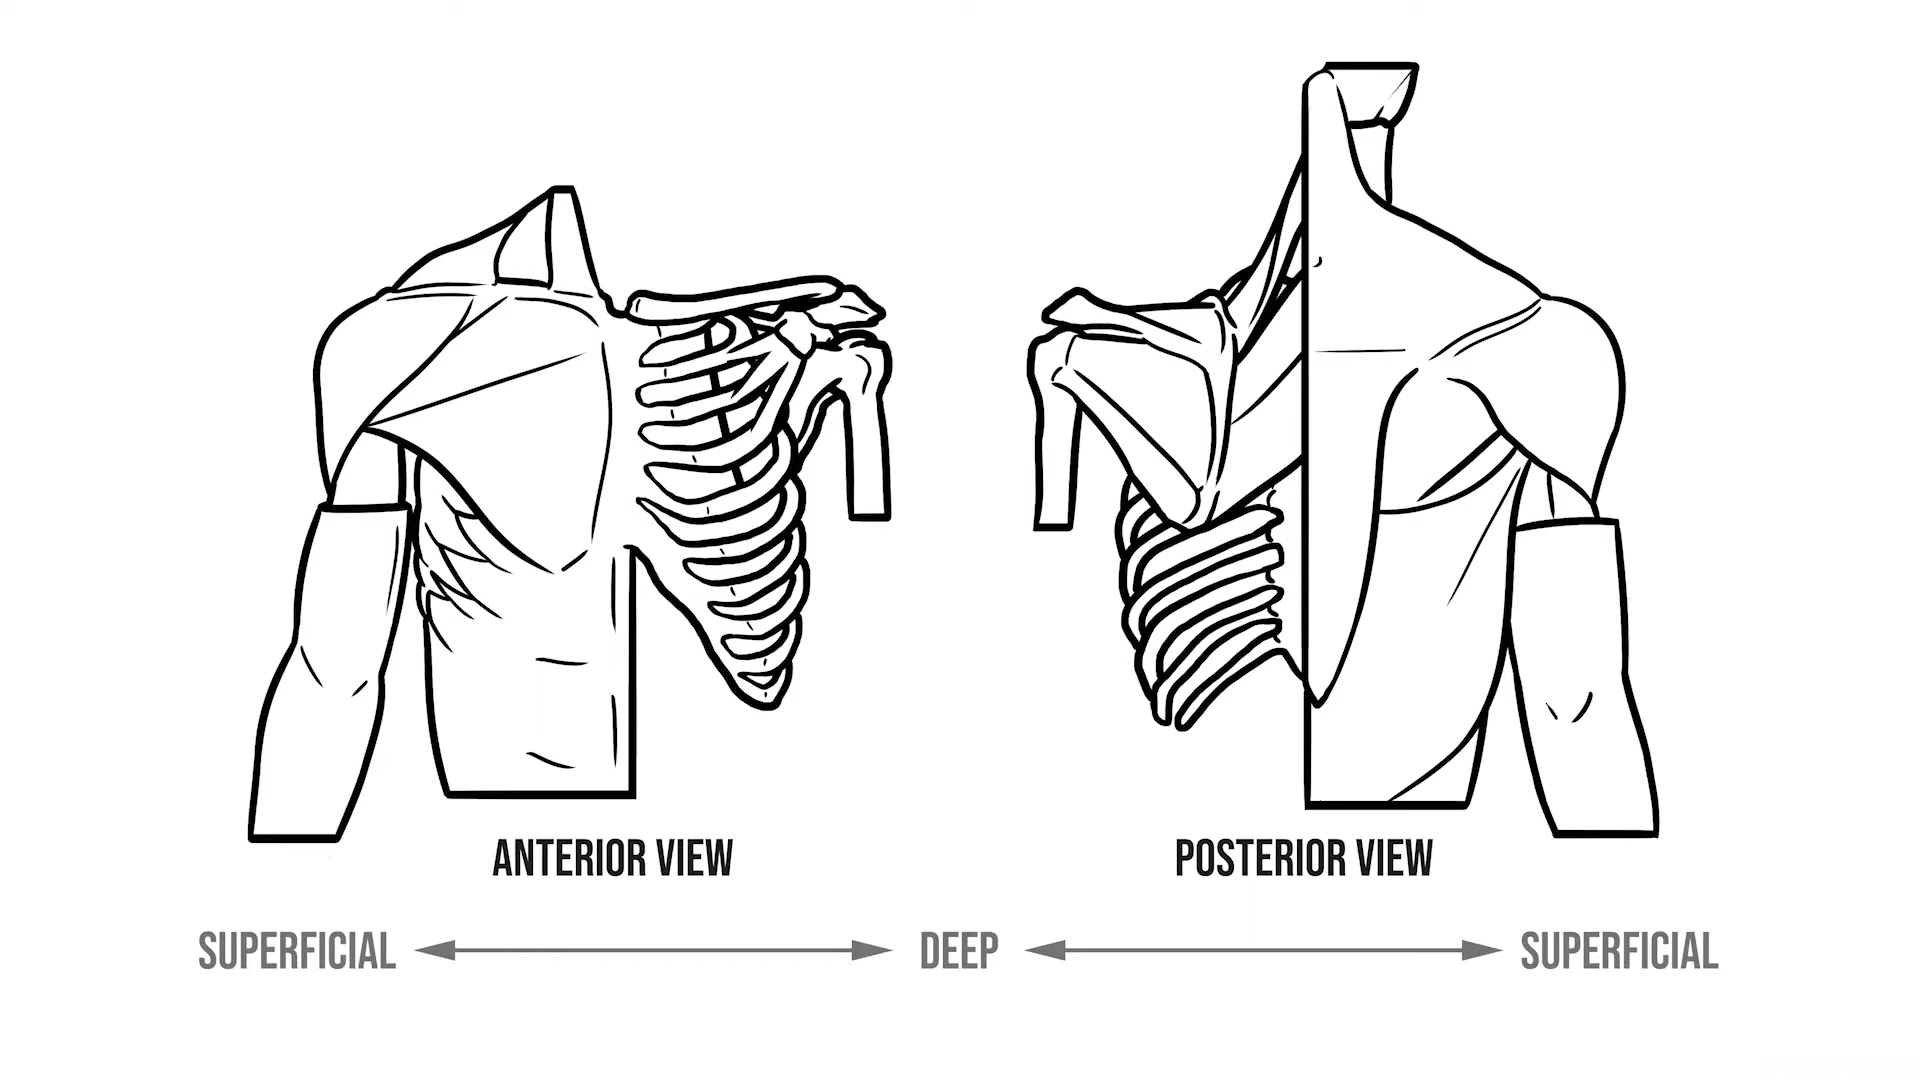 ANTERIOR VIEW
POSTERIOR VIEW
SUPERFICIAL
DEEP
SUPERFICIAL